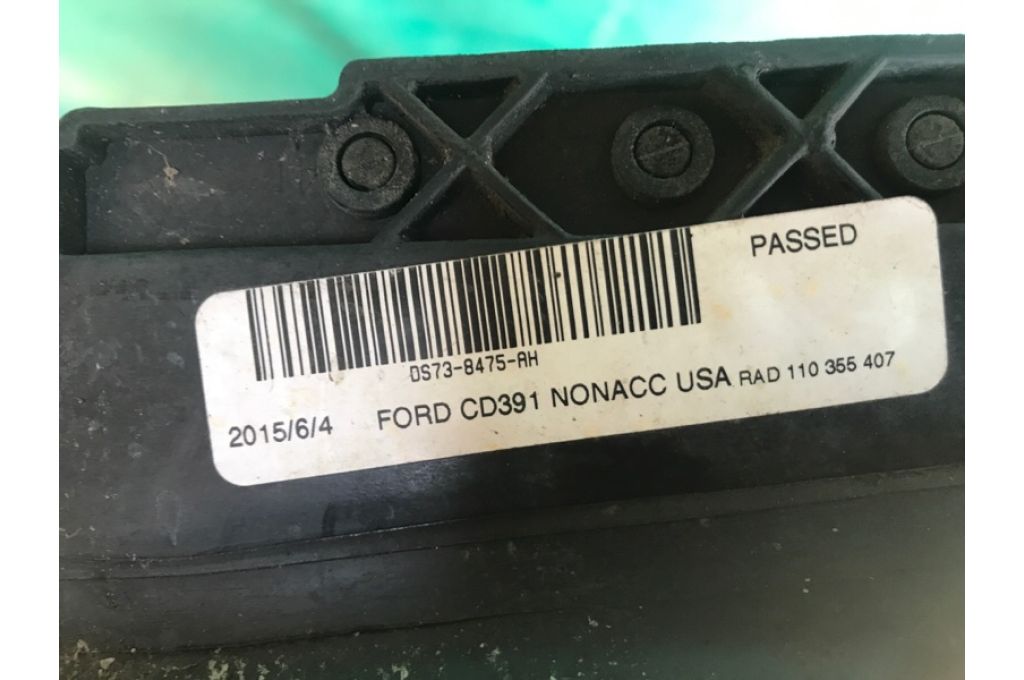 PASSED
DS73-8475-AH
2015/6/4 FORD CD391 NONACC USA RAD 110 355 407